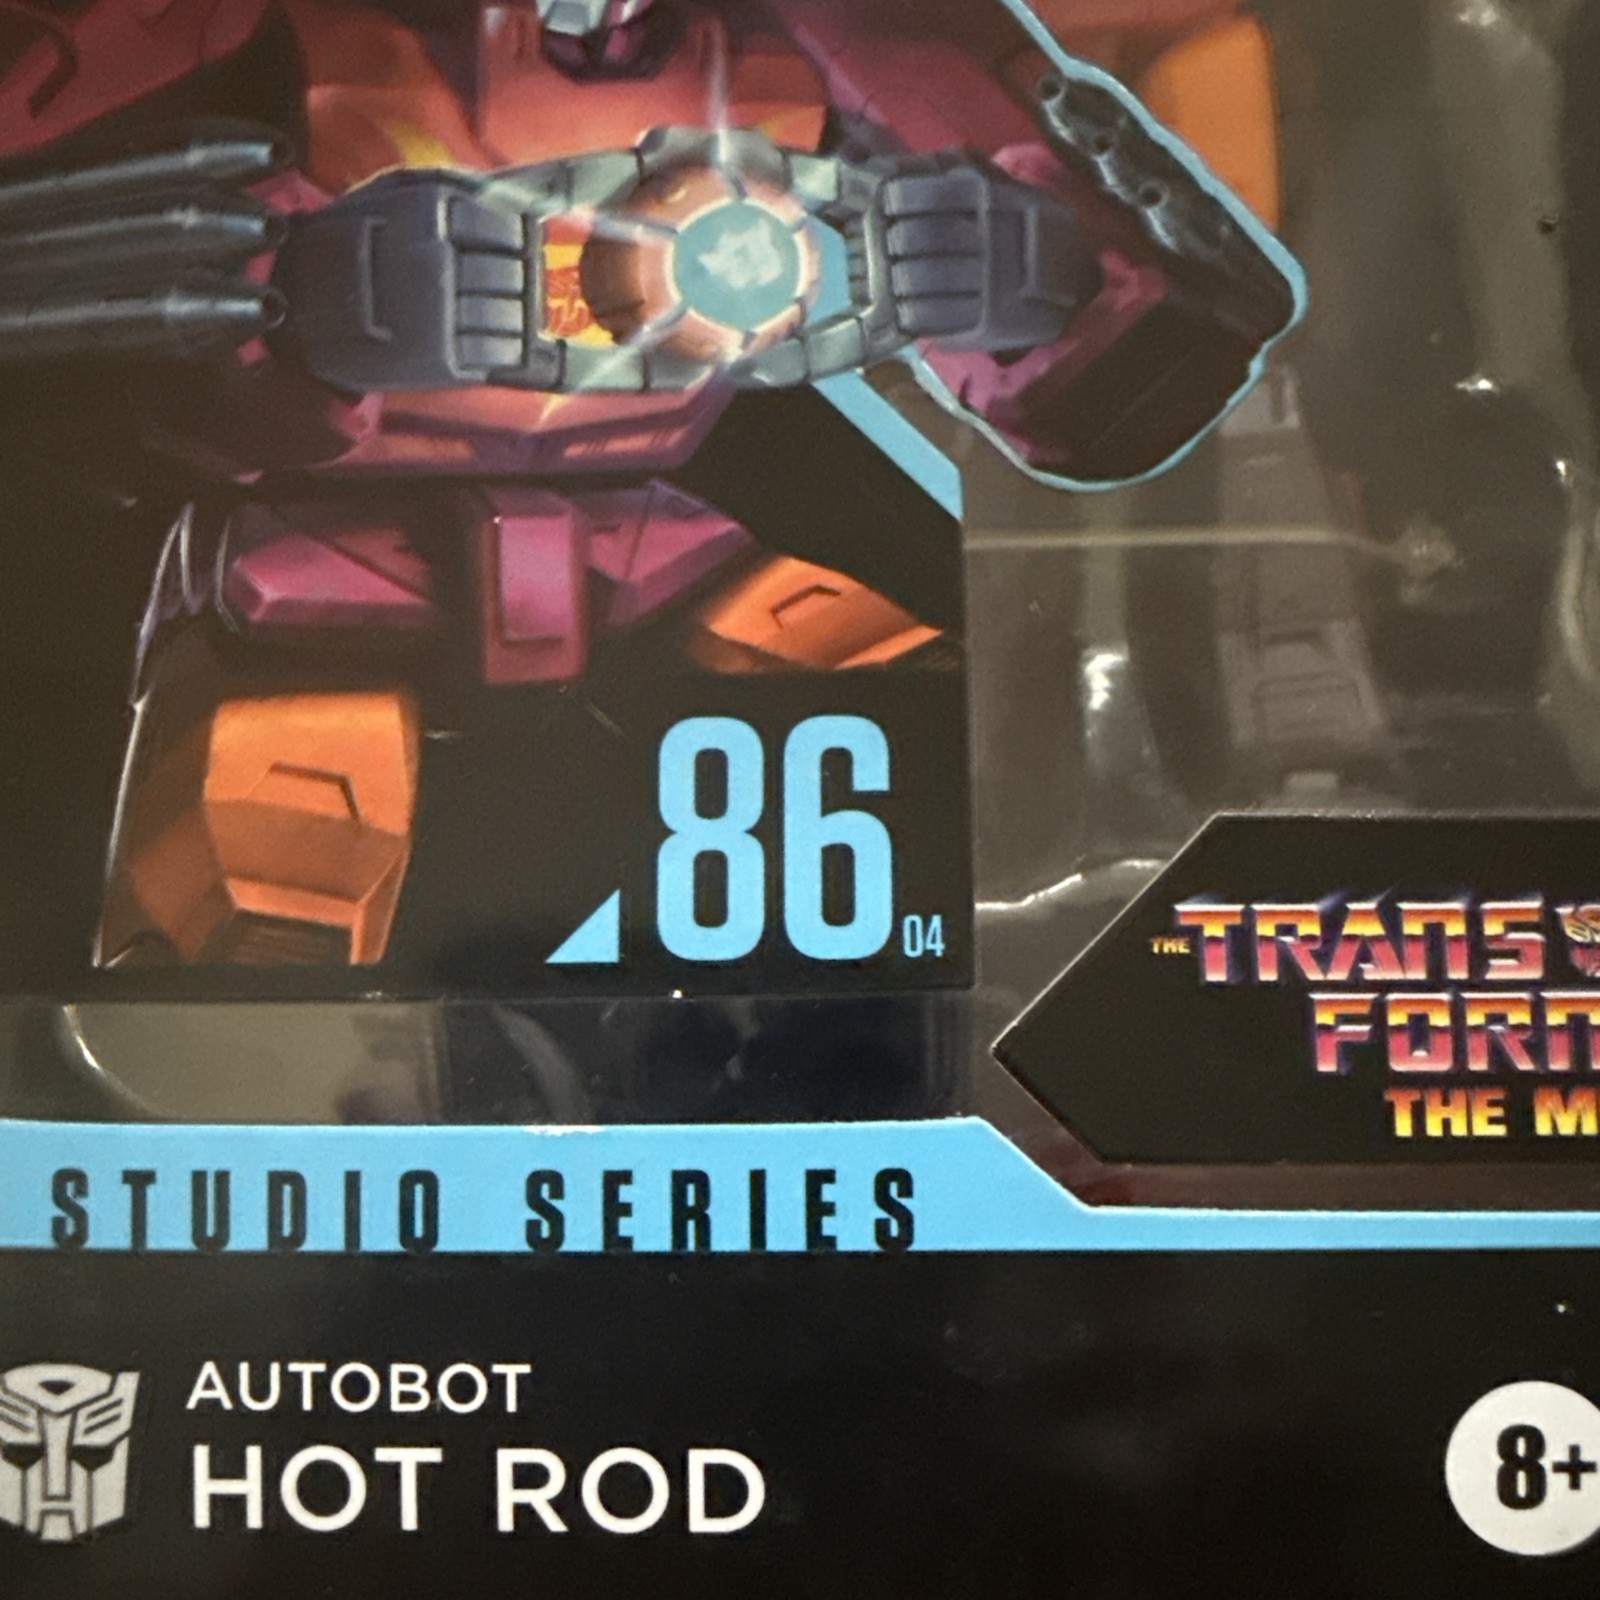 86
04
THE TRANS
FORM
THE M
STUDIO SERIES
AUTOBOT
HOT ROD
8+